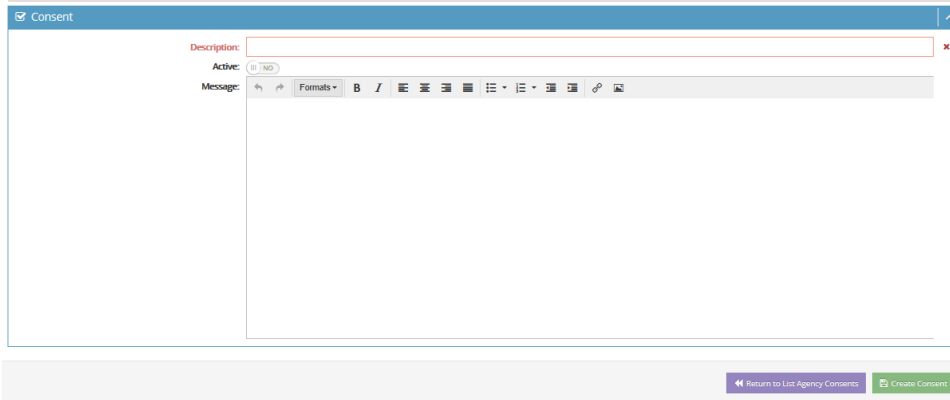 Consent
Description:
Active: NO
Message: Formats B I
Return to List Agency Consents Create Consent